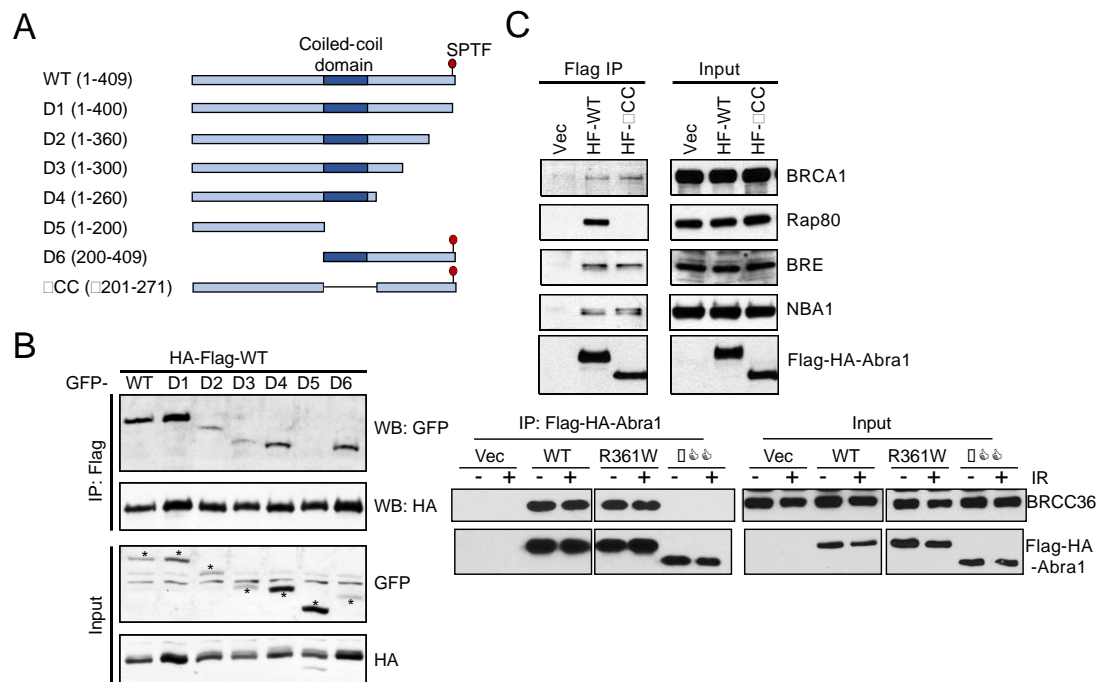 A
Coiled-coil
domain
SPTF
WT (1-409)
D1 (1-400)
D2 (1-360)
D3 (1-300)
D4 (1-260)
D5 (1-200)
D6 (200-409)
□CC (□201-271)
B
HA-Flag-WT
GFP- WT D1 D2 D3 D4 D5 D6
IP: Flag
WB: GFP
WB: HA
Input
* * * * * * *
GFP
HA
C
Flag IP Input
Vec HF-WT HF-□CC Vec HF-WT HF-□CC
BRCA1
Rap80
BRE
NBA1
Flag-HA-Abra1
IP: Flag-HA-Abra1 Input
Vec WT R361W Vec WT R361W
- + - + - + - + - + - + - + - + IR
BRCC36
Flag-HA
-Abra1